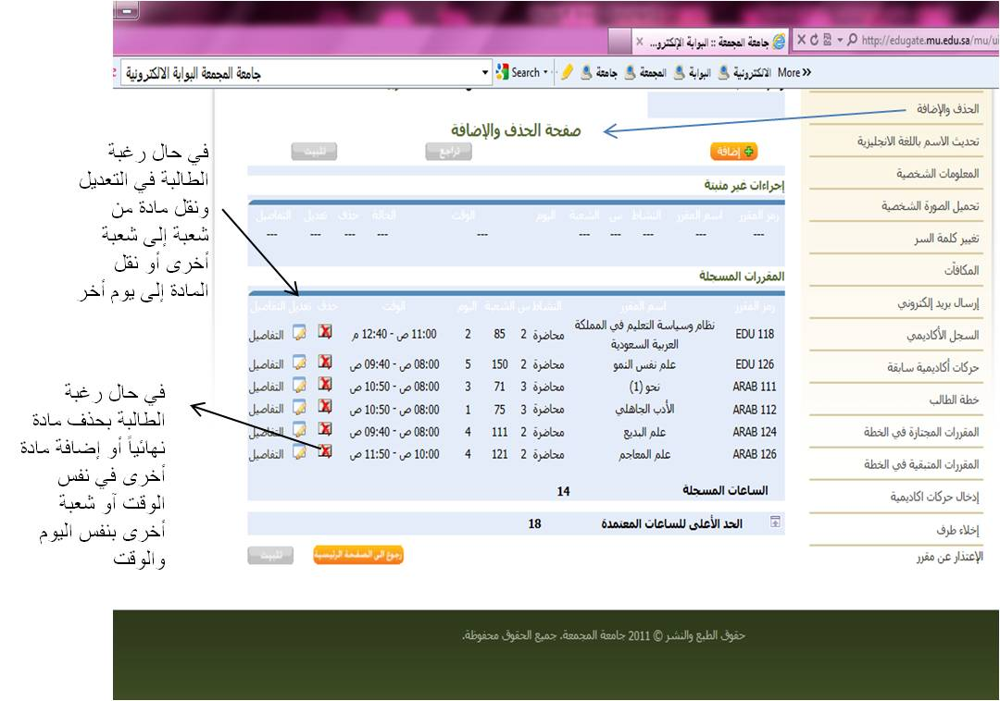 جامعة المجمعة :: البوابة الإلكترو...
http://edugate.mu.edu.sa/mu/ui
جامعة المجمعة البوابة الالكترونية
Search
جامعة المجمعة البوابة الالكترونية More »
الحذف والإضافة
تحديث الاسم باللغة الانجليزية
المعلومات الشخصية
تحميل الصورة الشخصية
تغيير كلمة السر
المكافآت
إرسال بريد إلكتروني
السجل الأكاديمي
حركات أكاديمية سابقة
خطة الطالب
المقررات المجتازة في الخطة
المقررات المتبقية في الخطة
إدخال حركات اكاديمية
إخلاء طرف
الإعتذار عن مقرر
صفحة الحذف والإضافة
إضافة تراجع تثبيت
إجراءات غير مثبتة
رمز المقرر اسم المقرر النشاط س الشعبة اليوم الوقت الحالة حذف تعديل التفاصيل
--- --- --- --- --- --- --- --- --- --- ---
المقررات المسجلة
رمز المقرر اسم المقرر النشاط س الشعبة اليوم الوقت حذف تعديل التفاصيل
EDU 118 نظام وسياسة التعليم في المملكة العربية السعودية محاضرة 2 85 2 11:00 ص - 12:40 م التفاصيل
EDU 126 علم نفس النمو محاضرة 2 150 5 08:00 ص - 09:40 ص التفاصيل
ARAB 111 نحو (1) محاضرة 3 71 3 08:00 ص - 10:50 ص التفاصيل
ARAB 112 الأدب الجاهلي محاضرة 3 75 1 08:00 ص - 10:50 ص التفاصيل
ARAB 124 علم البديع محاضرة 2 111 4 08:00 ص - 09:40 ص التفاصيل
ARAB 126 علم المعاجم محاضرة 2 121 4 10:00 ص - 11:50 ص التفاصيل
الساعات المسجلة 14
الحد الأعلى للساعات المعتمدة 18
رجوع الى الصفحة الرئيسية تثبيت
حقوق الطبع والنشر © 2011 جامعة المجمعة. جميع الحقوق محفوظة.
في حال رغبة
الطالبة في التعديل
ونقل مادة من
شعبة إلى شعبة
أخرى أو نقل
المادة إلى يوم أخر
في حال رغبة
الطالبة بحذف مادة
نهائياً أو إضافة مادة
أخرى في نفس
الوقت آو شعبة
أخرى بنفس اليوم
والوقت